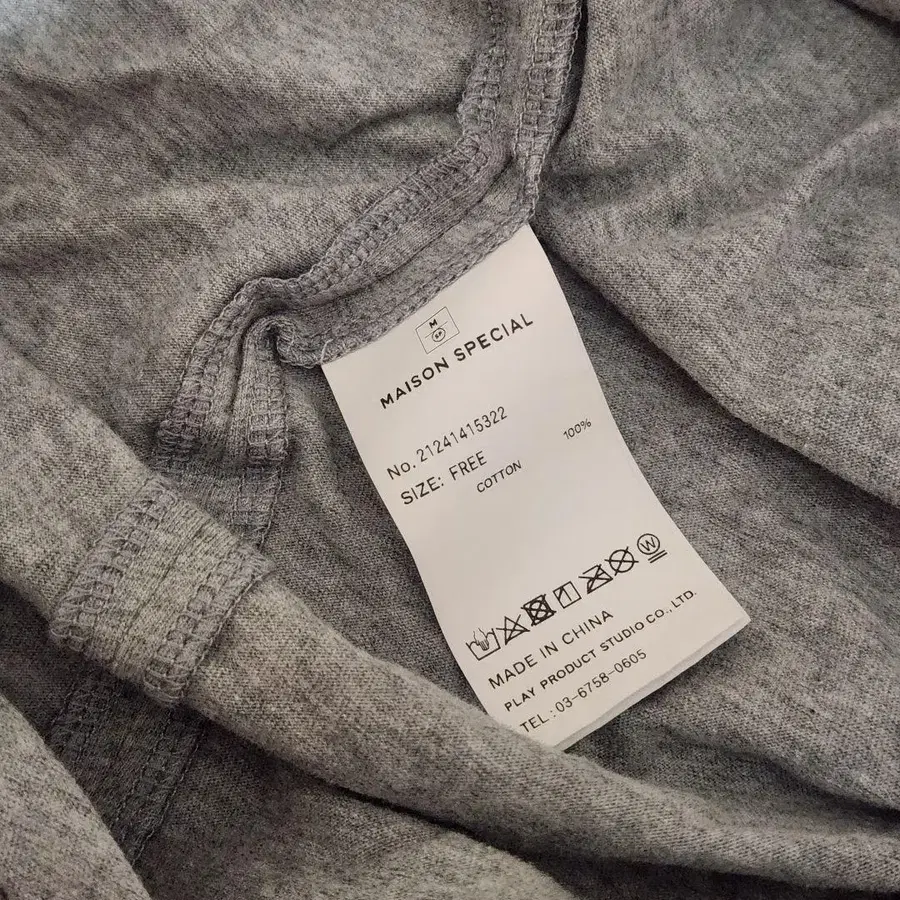 M
SP
MAISON SPECIAL
No. 21241415322
SIZE: FREE
COTTON 100%
W
MADE IN CHINA
PLAY PRODUCT STUDIO CO., LTD.
TEL : 03-6758-0605